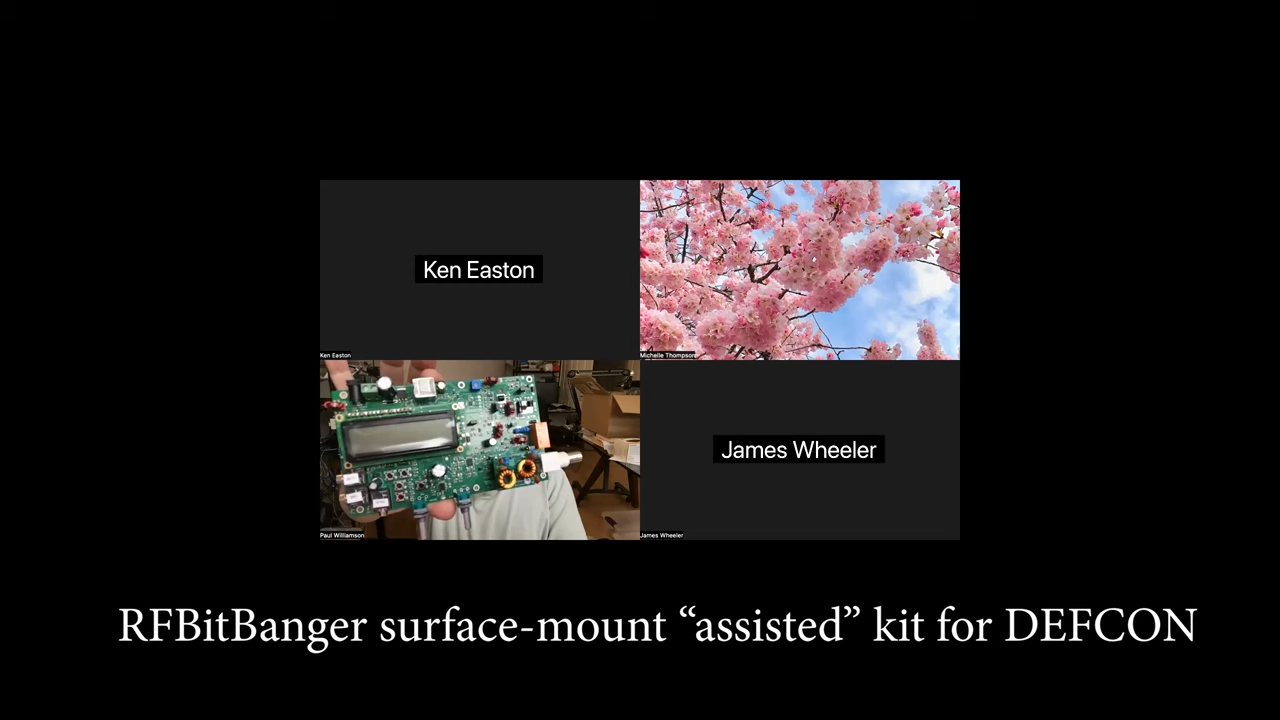 Ken Easton
Ken Easton
Michelle Thompson
James Wheeler
Paul Williamson
James Wheeler
RFBitBanger surface-mount “assisted” kit for DEFCON